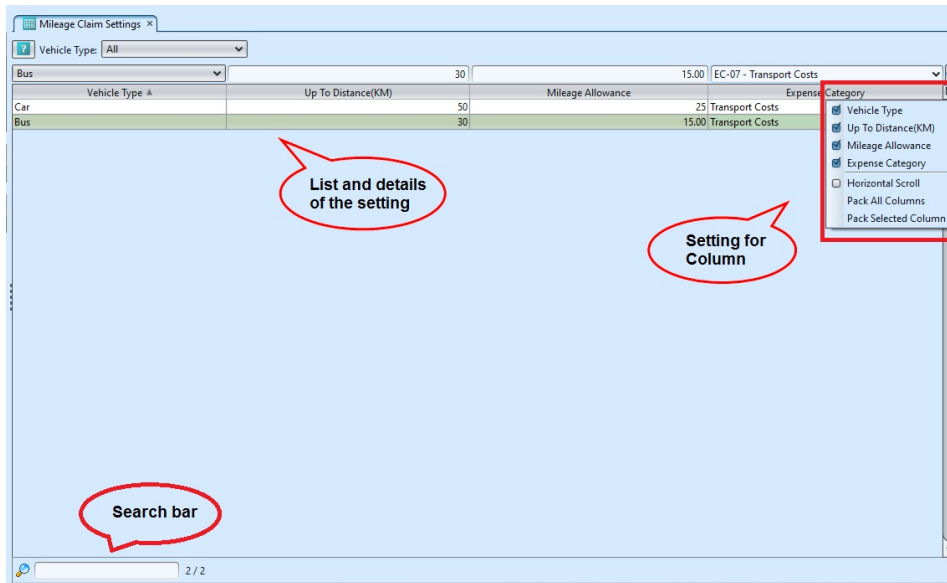 Mileage Claim Settings ×
? Vehicle Type: All
Bus 30 15.00 EC-07 - Transport Costs
Vehicle Type Up To Distance(KM) Mileage Allowance Expense Category
Car 50 25 Transport Costs
Bus 30 15.00 Transport Costs
Vehicle Type
Up To Distance(KM)
Mileage Allowance
Expense Category
Horizontal Scroll
Pack All Columns
Pack Selected Column
List and details
of the setting
Setting for
Column
Search bar
2 / 2